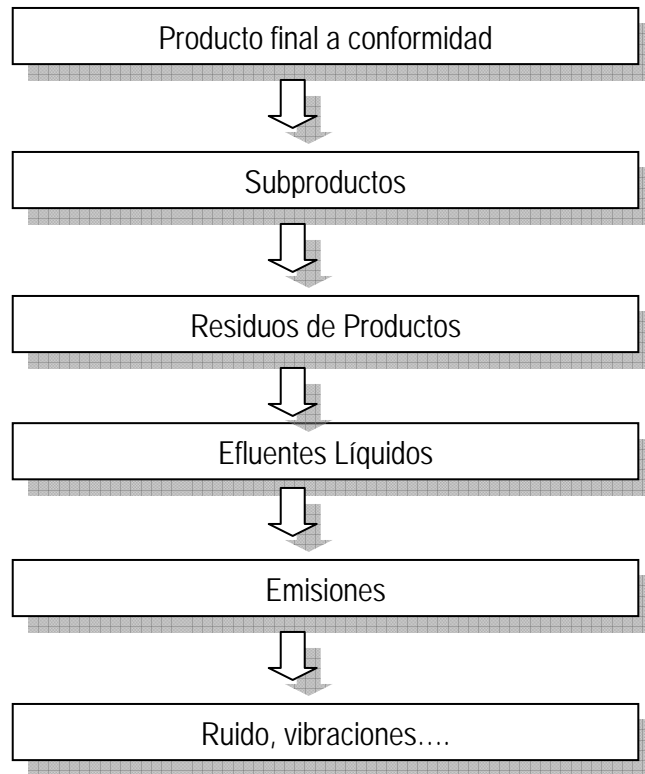 Producto final a conformidad
Subproductos
Residuos de Productos
Efluentes Líquidos
Emisiones
Ruido, vibraciones....